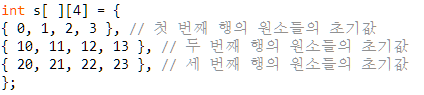 int s[ ][4] = {
{ 0, 1, 2, 3 }, // 첫 번째 행의 원소들의 초기값
{ 10, 11, 12, 13 }, // 두 번째 행의 원소들의 초기값
{ 20, 21, 22, 23 }, // 세 번째 행의 원소들의 초기값
};